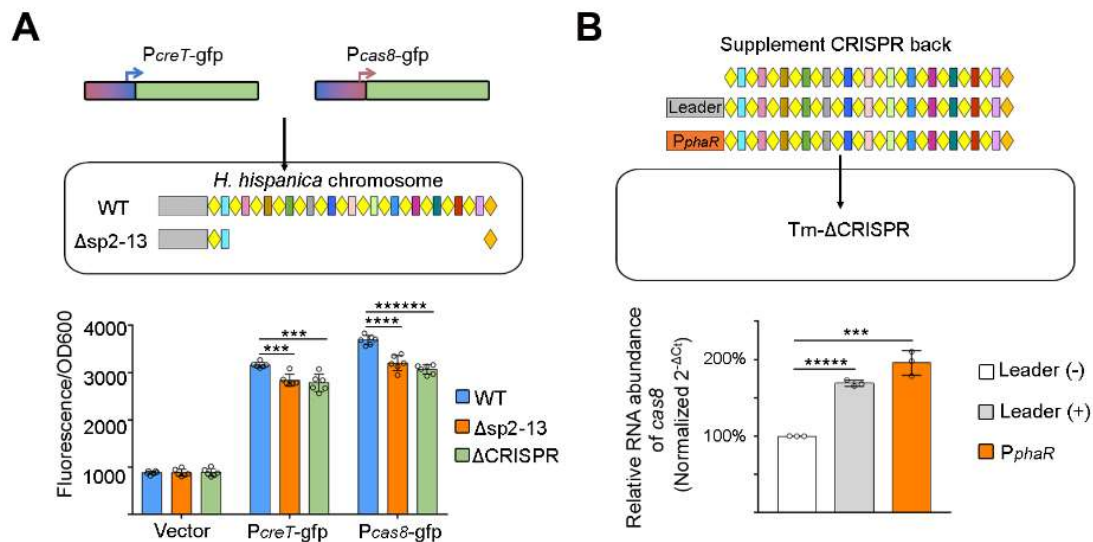 A
PcreT-gfp
Pcas8-gfp
H. hispanica chromosome
WT
Δsp2-13
Fluorescence/OD600
4000
3000
2000
1000
***
***
****
******
WT
Δsp2-13
ΔCRISPR
Vector
PcreT-gfp
Pcas8-gfp
B
Supplement CRISPR back
Leader
PphaR
Tm-ΔCRISPR
Relative RNA abundance
of cas8
(Normalized 2-ΔCt)
200%
100%
***
*****
Leader (-)
Leader (+)
PphaR